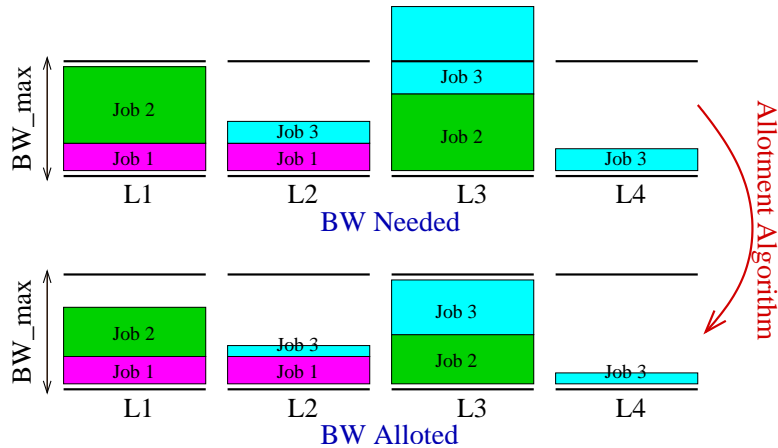 BW_max
Job 2
Job 1
Job 3
Job 1
Job 3
Job 2
Job 3
L1
L2
L3
L4
BW Needed
Allotment Algorithm
BW_max
Job 2
Job 1
Job 3
Job 1
Job 3
Job 2
Job 3
L1
L2
L3
L4
BW Alloted